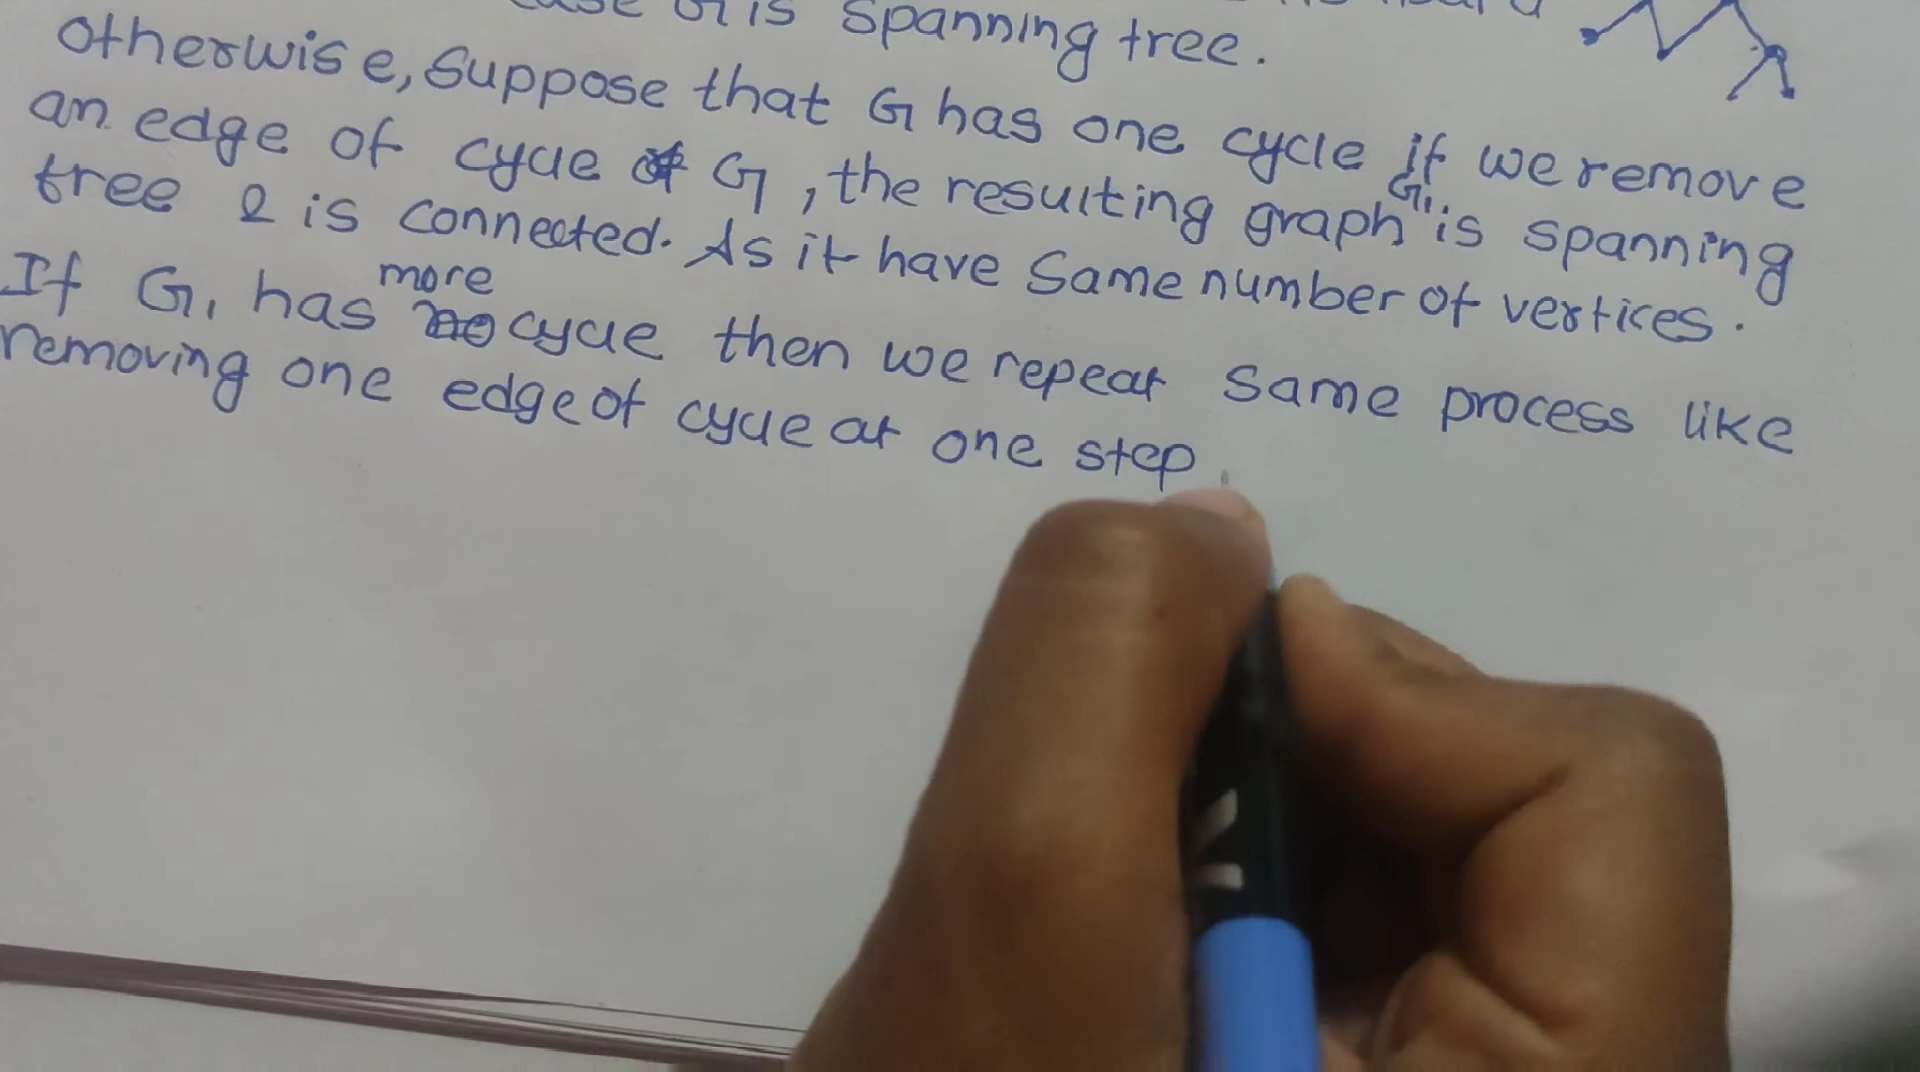 G is spanning tree.
otherwise, Suppose that G has one cycle if we remove
an edge of cycle of G, the resulting graph G₁ is spanning
tree & is connected. As it have Same number of vertices.
If G₁ has more cycle then we repeat same process like
removing one edge of cycle at one step